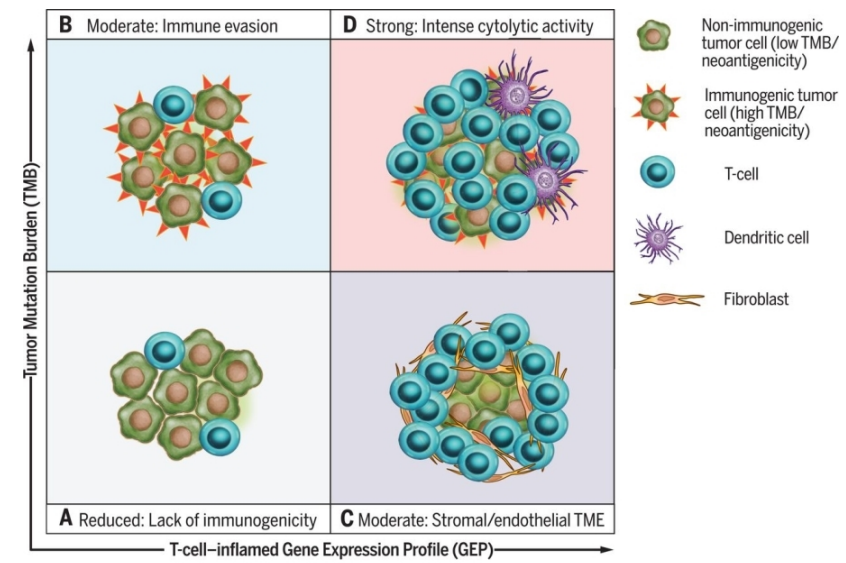 B Moderate: Immune evasion
D Strong: Intense cytolytic activity
Non-immunogenic
tumor cell (low TMB/
neoantigenicity)
Immunogenic tumor
cell (high TMB/
neoantigenicity)
T-cell
Dendritic cell
Fibroblast
Tumor Mutation Burden (TMB)
A Reduced: Lack of immunogenicity
C Moderate: Stromal/endothelial TME
T-cell–inflamed Gene Expression Profile (GEP)